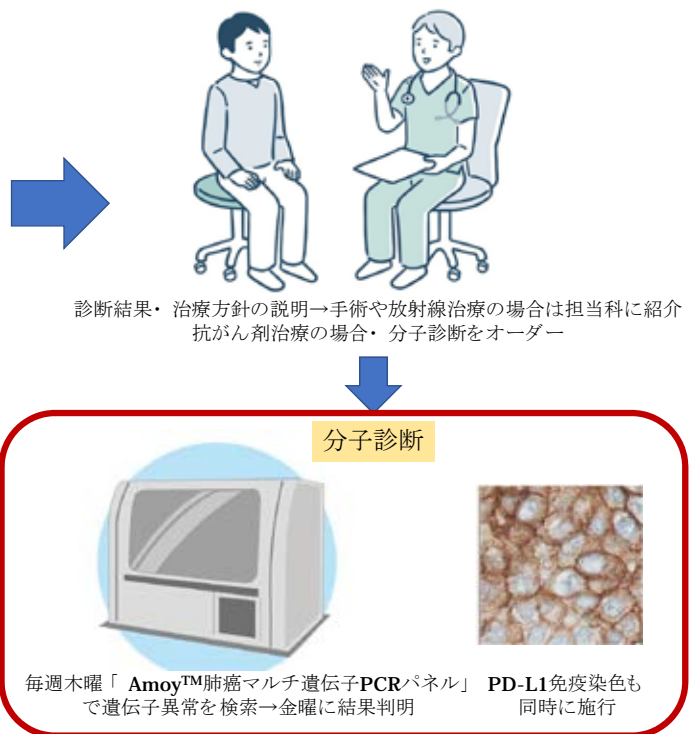 診断結果・治療方針の説明→手術や放射線治療の場合は担当科に紹介
抗がん剤治療の場合・分子診断をオーダー
分子診断
毎週木曜「Amoy™肺癌マルチ遺伝子PCRパネル」
で遺伝子異常を検索→金曜に結果判明
PD-L1免疫染色も
同時に施行